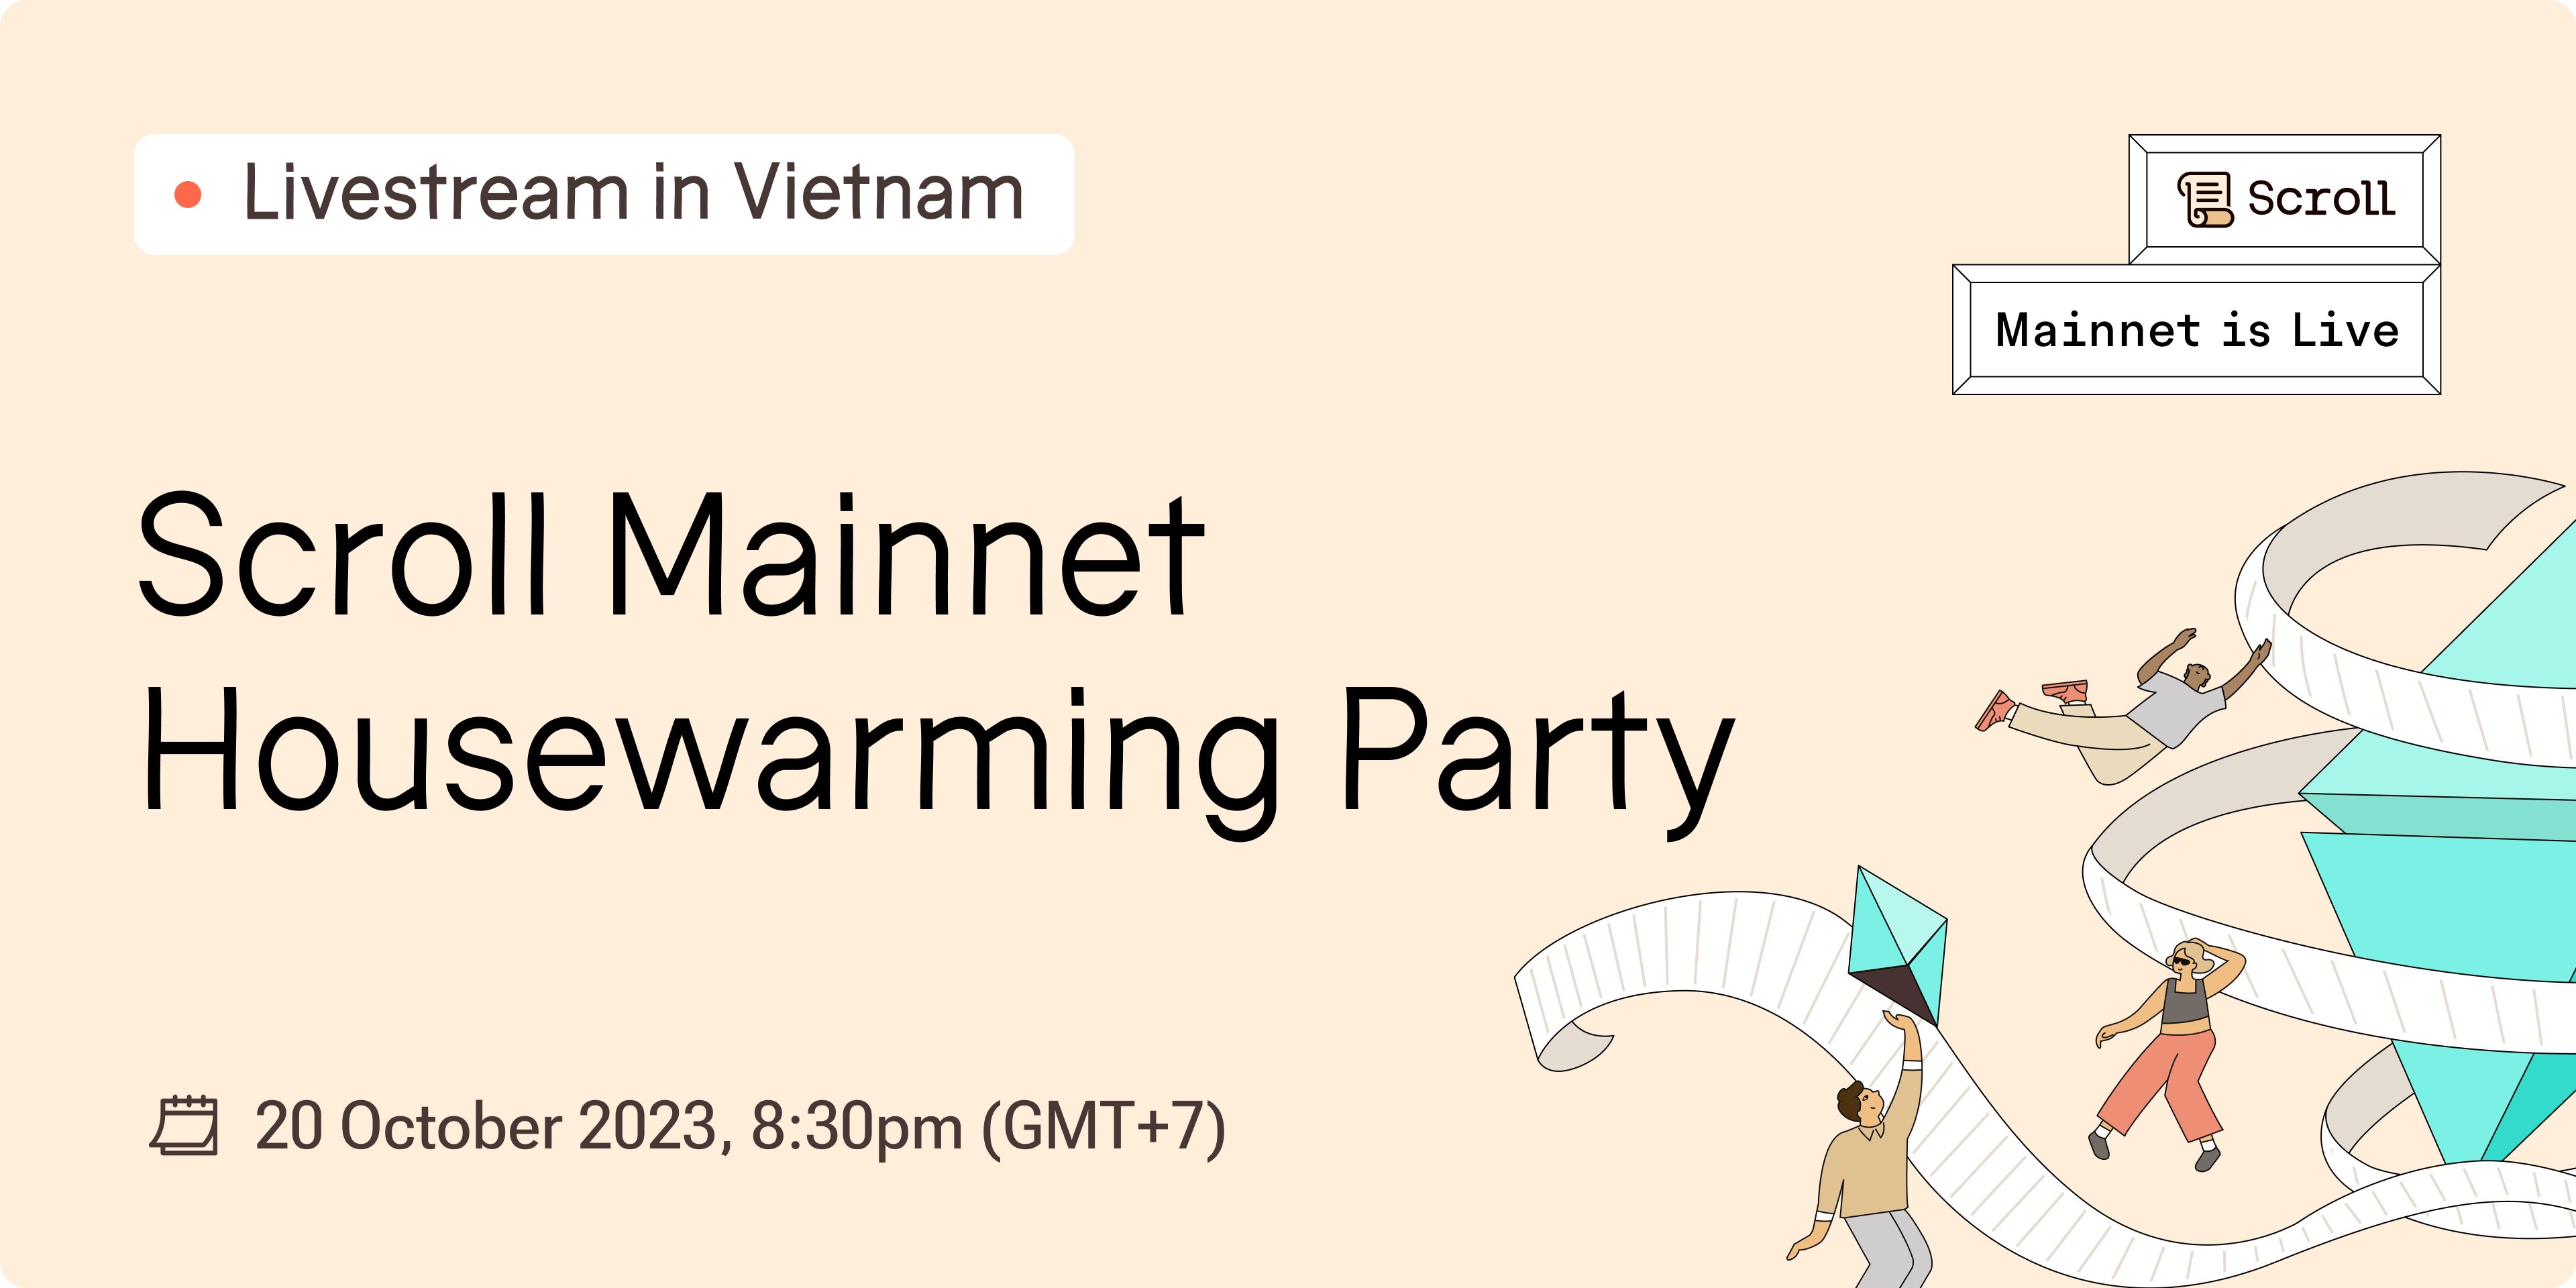 Livestream in Vietnam
Scroll
Mainnet is Live
Scroll Mainnet
Housewarming Party
20 October 2023, 8:30pm (GMT+7)